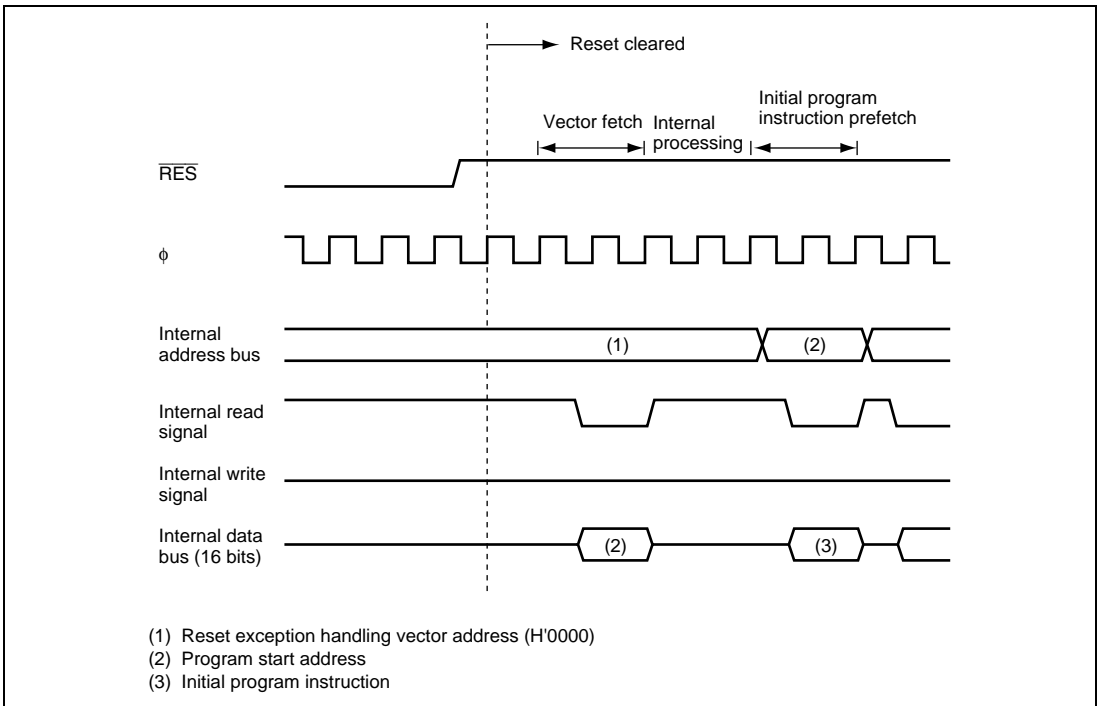 Reset cleared
Vector fetch
Internal
processing
Initial program
instruction prefetch
RES
ϕ
Internal
address bus
(1)
(2)
Internal read
signal
Internal write
signal
Internal data
bus (16 bits)
(2)
(3)
(1) Reset exception handling vector address (H'0000)
(2) Program start address
(3) Initial program instruction